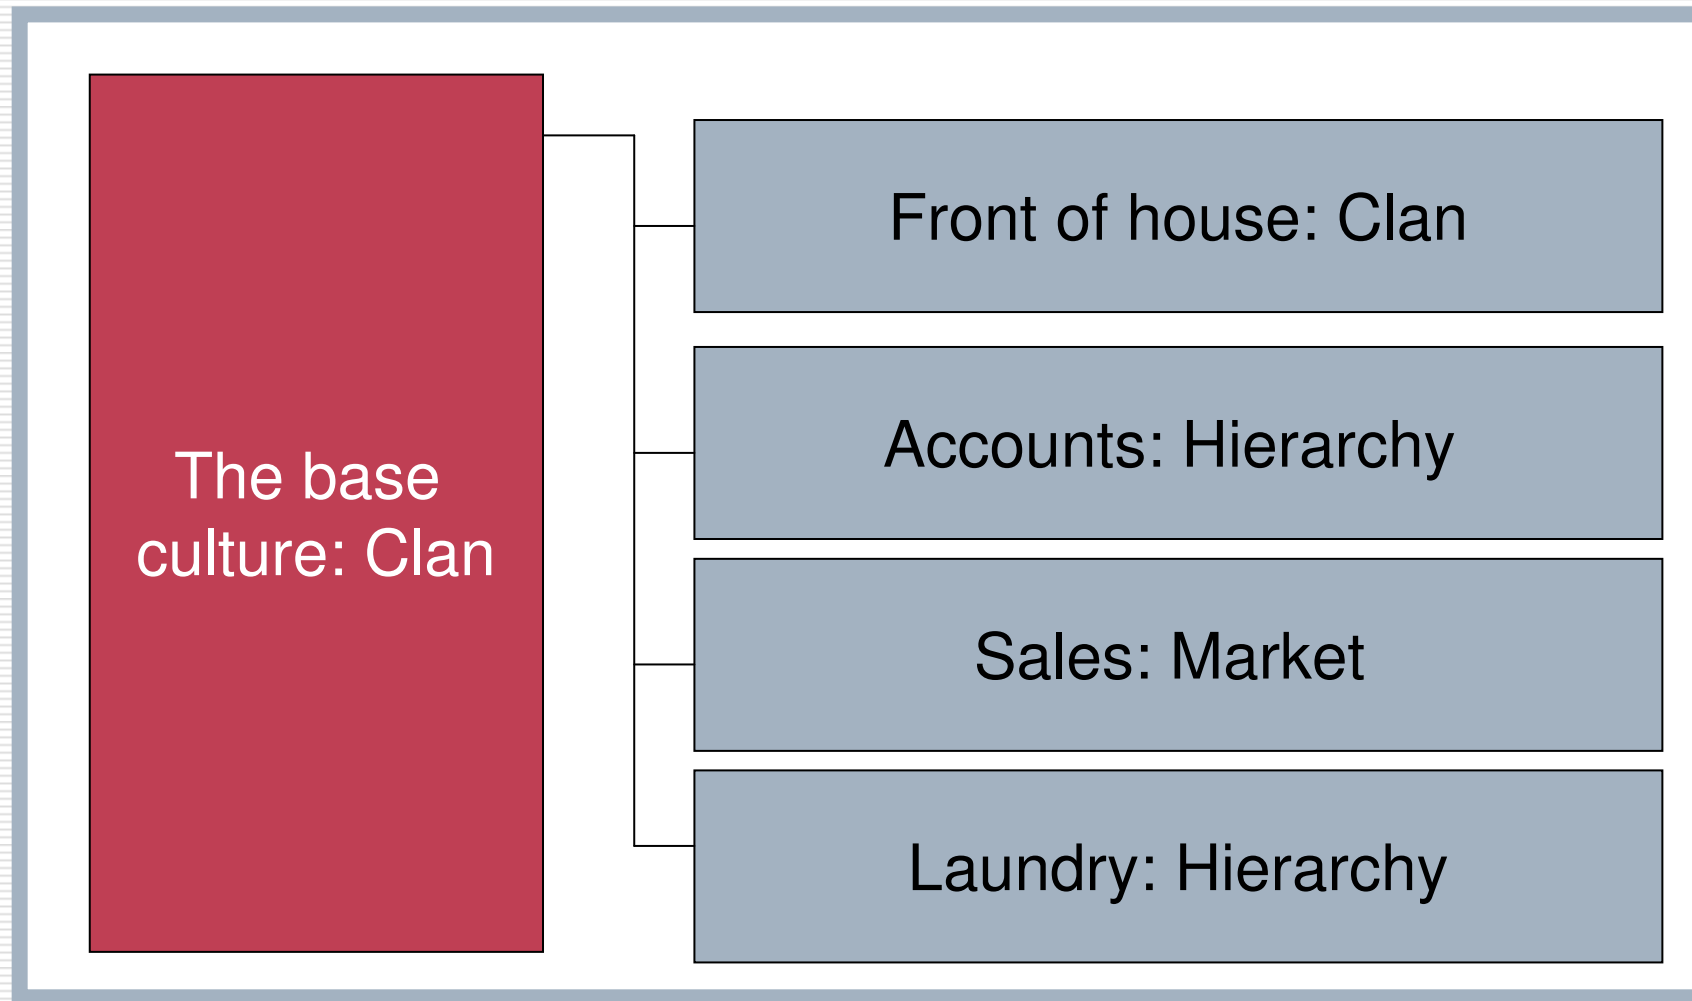 The base
culture: Clan
Front of house: Clan
Accounts: Hierarchy
Sales: Market
Laundry: Hierarchy